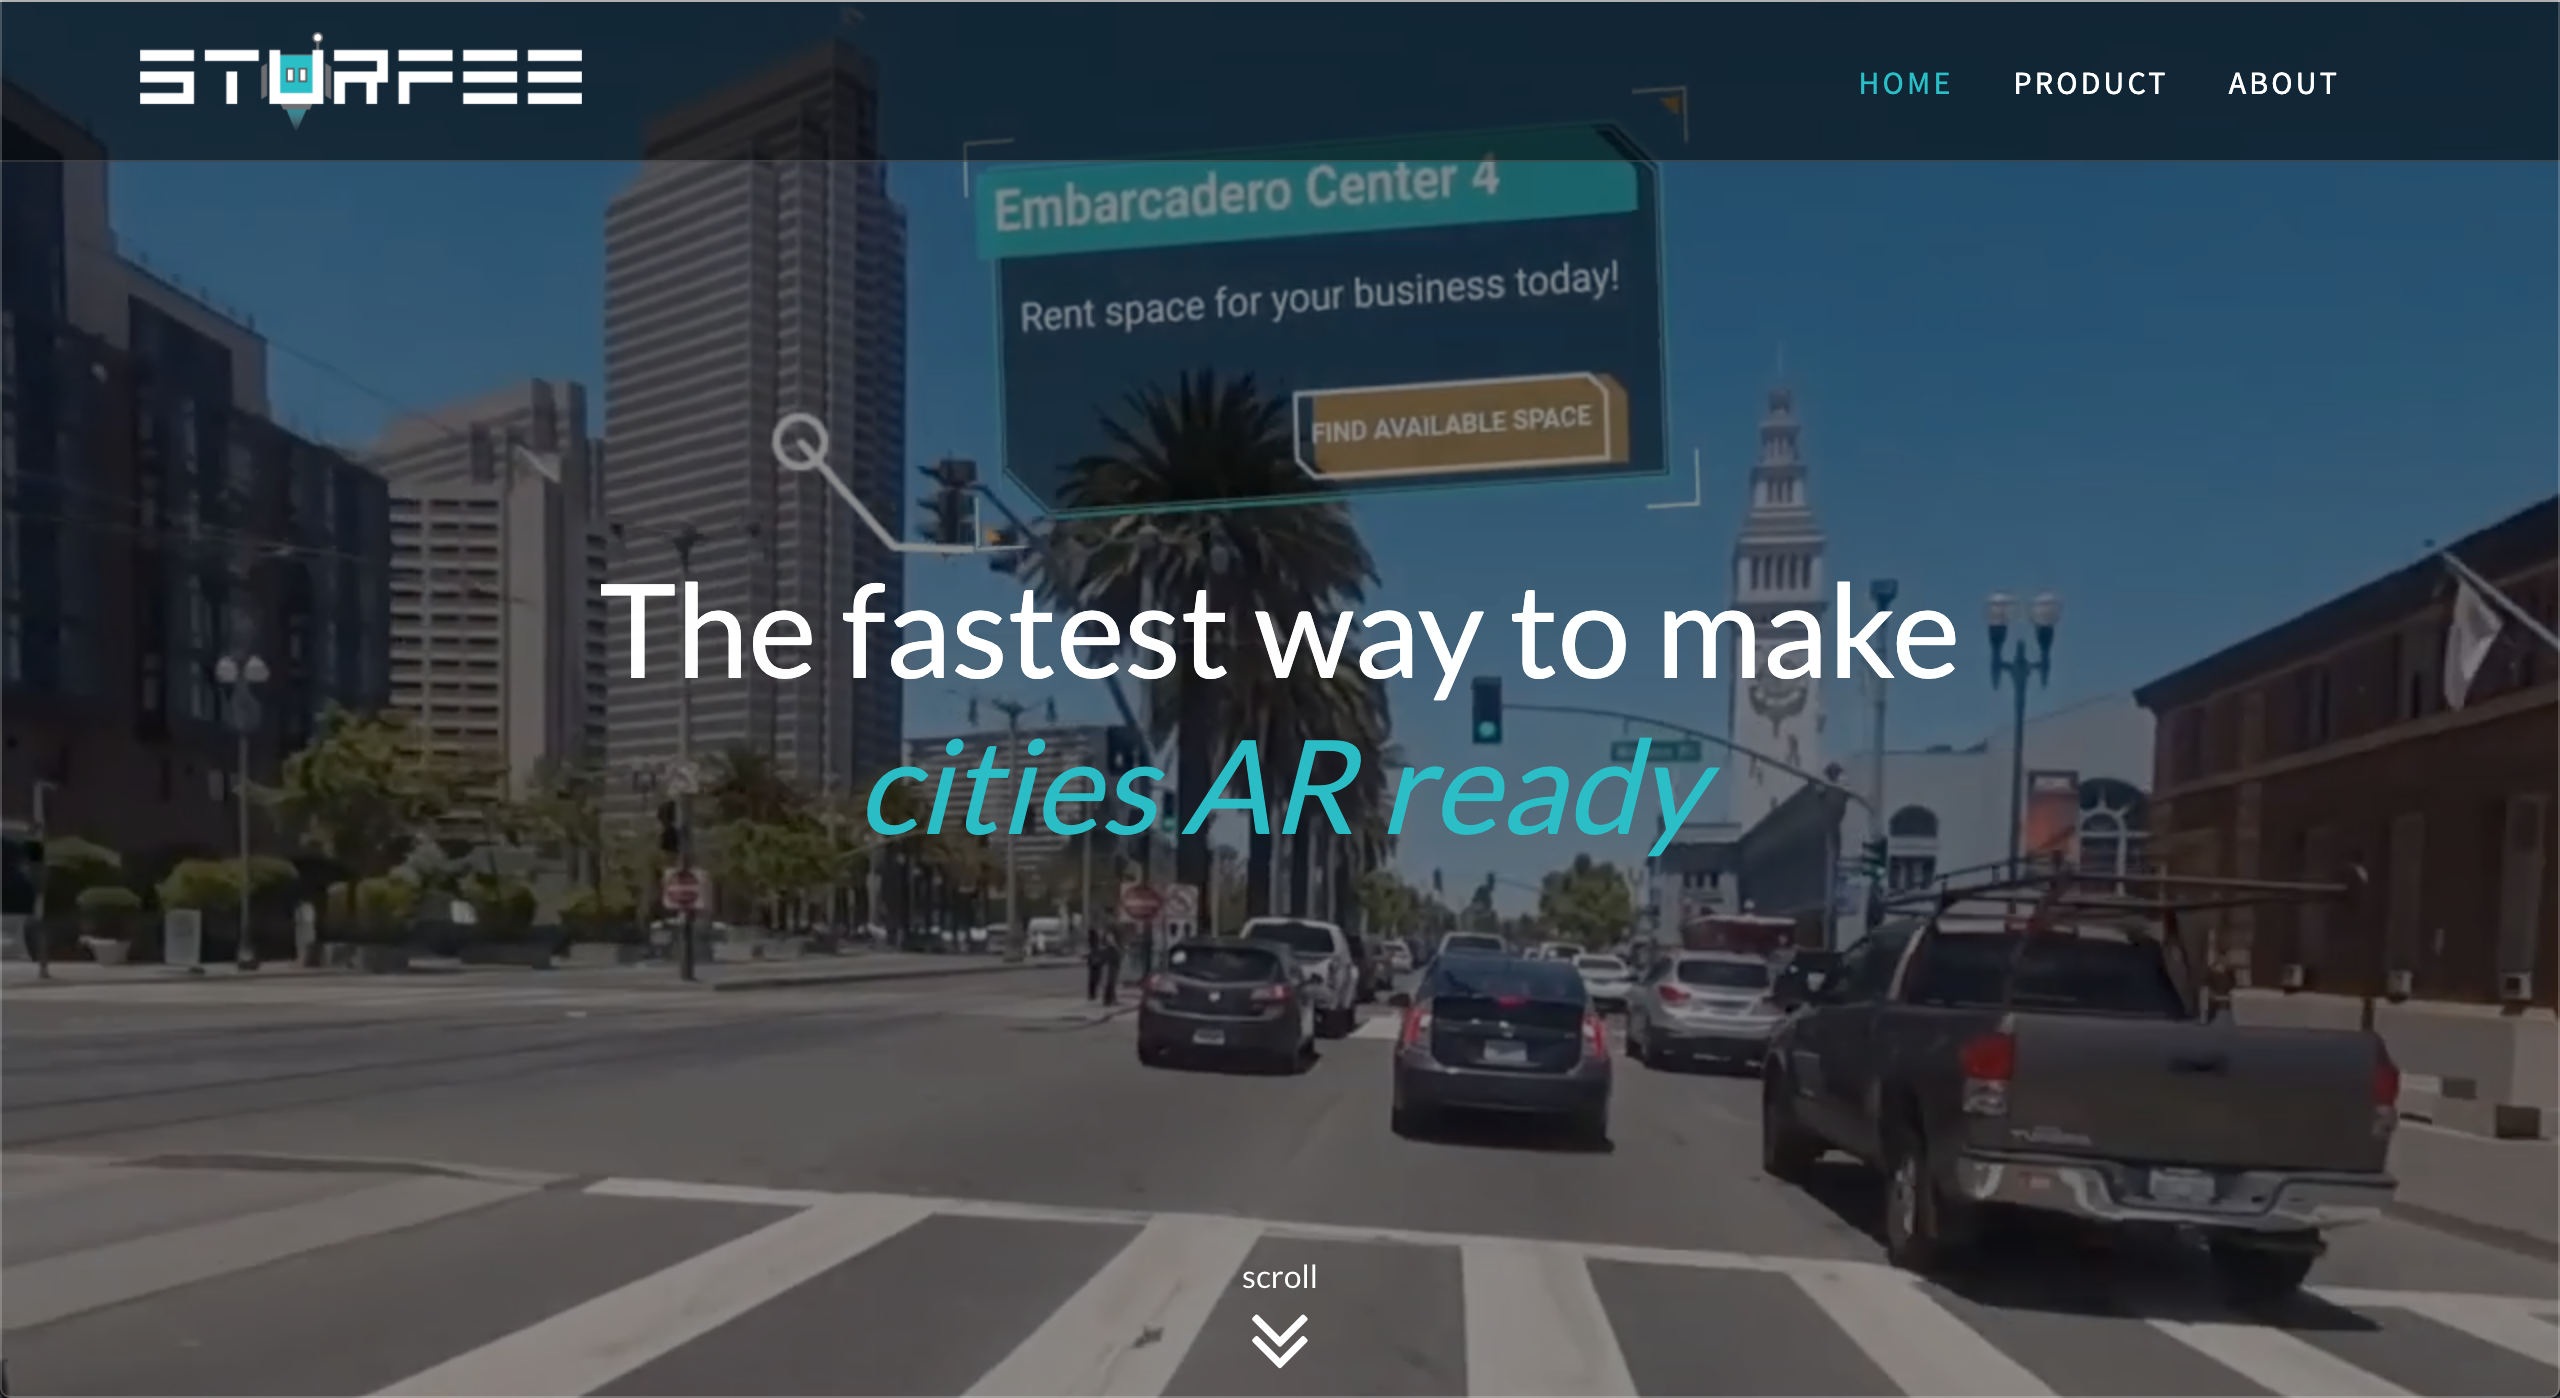 STURFEE
HOME PRODUCT ABOUT
Embarcadero Center 4
Rent space for your business today!
FIND AVAILABLE SPACE
The fastest way to make
cities AR ready
scroll